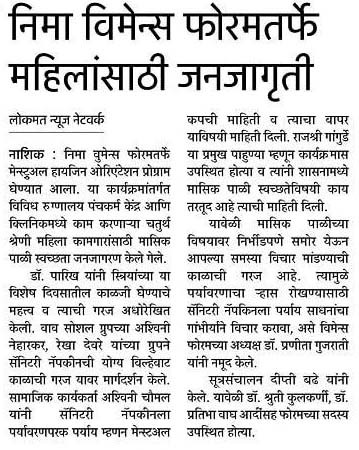 निमा विमेन्स फोरमतर्फे
महिलांसाठी जनजागृती
लोकमत न्यूज नेटवर्क
नाशिक : निमा वुमेन्स फोरमतर्फे
मेन्स्ट्रुअल हायजिन ओरिएंटेशन प्रोग्राम
घेण्यात आला. या कार्यक्रमांतर्गत
विविध रुग्णालय पंचकर्म केंद्र आणि
क्लिनिकमध्ये काम करणाऱ्या चतुर्थ
श्रेणी महिला कामगारांसाठी मासिक
पाळी स्वच्छता जनजागरण केले गेले.
डॉ. पारिख यांनी स्त्रियांच्या या
विशेष दिवसातील काळजी घेण्याचे
महत्त्व व त्याची गरज अधोरेखित
केली. वाव सोशल ग्रुपच्या अश्विनी
नेहारकर, रेखा देवरे यांच्या ग्रुपने
सॅनिटरी नॅपकीनची योग्य विल्हेवाट
काळाची गरज यावर मार्गदर्शन केले.
सामाजिक कार्यकर्ता अश्विनी चौमल
यांनी सॅनिटरी नॅपकीनला
पर्यावरणपरक पर्याय म्हणन मेन्स्टअल
कपची माहिती व त्याचा वापर
याविषयी माहिती दिली. राजश्री गांगुर्डे
या प्रमुख पाहुण्या म्हणून कार्यक्रमास
उपस्थित होत्या व त्यांनी शासनामध्ये
मासिक पाळी स्वच्छतेविषयी काय
तरतूद आहे त्याची माहिती दिली.
यावेळी मासिक पाळीच्या
विषयावर निर्भीडपणे समोर येऊन
आपल्या समस्या विचार मांडण्याची
काळाची गरज आहे. त्यामुळे
पर्यावरणाचा ऱ्हास रोखण्यासाठी
सॅनिटरी नॅपकिनला पर्याय साधनांचा
गांभीर्याने विचार करावा, असे विमेन्स
फोरमच्या अध्यक्ष डॉ. प्रणीता गुजराती
यांनी नमूद केले.
सूत्रसंचालन दीप्ती बढे यांनी
केले. यावेळी डॉ. श्रुती कुलकर्णी, डॉ.
प्रतिभा वाघ आदींसह फोरमच्या सदस्य
उपस्थित होत्या.